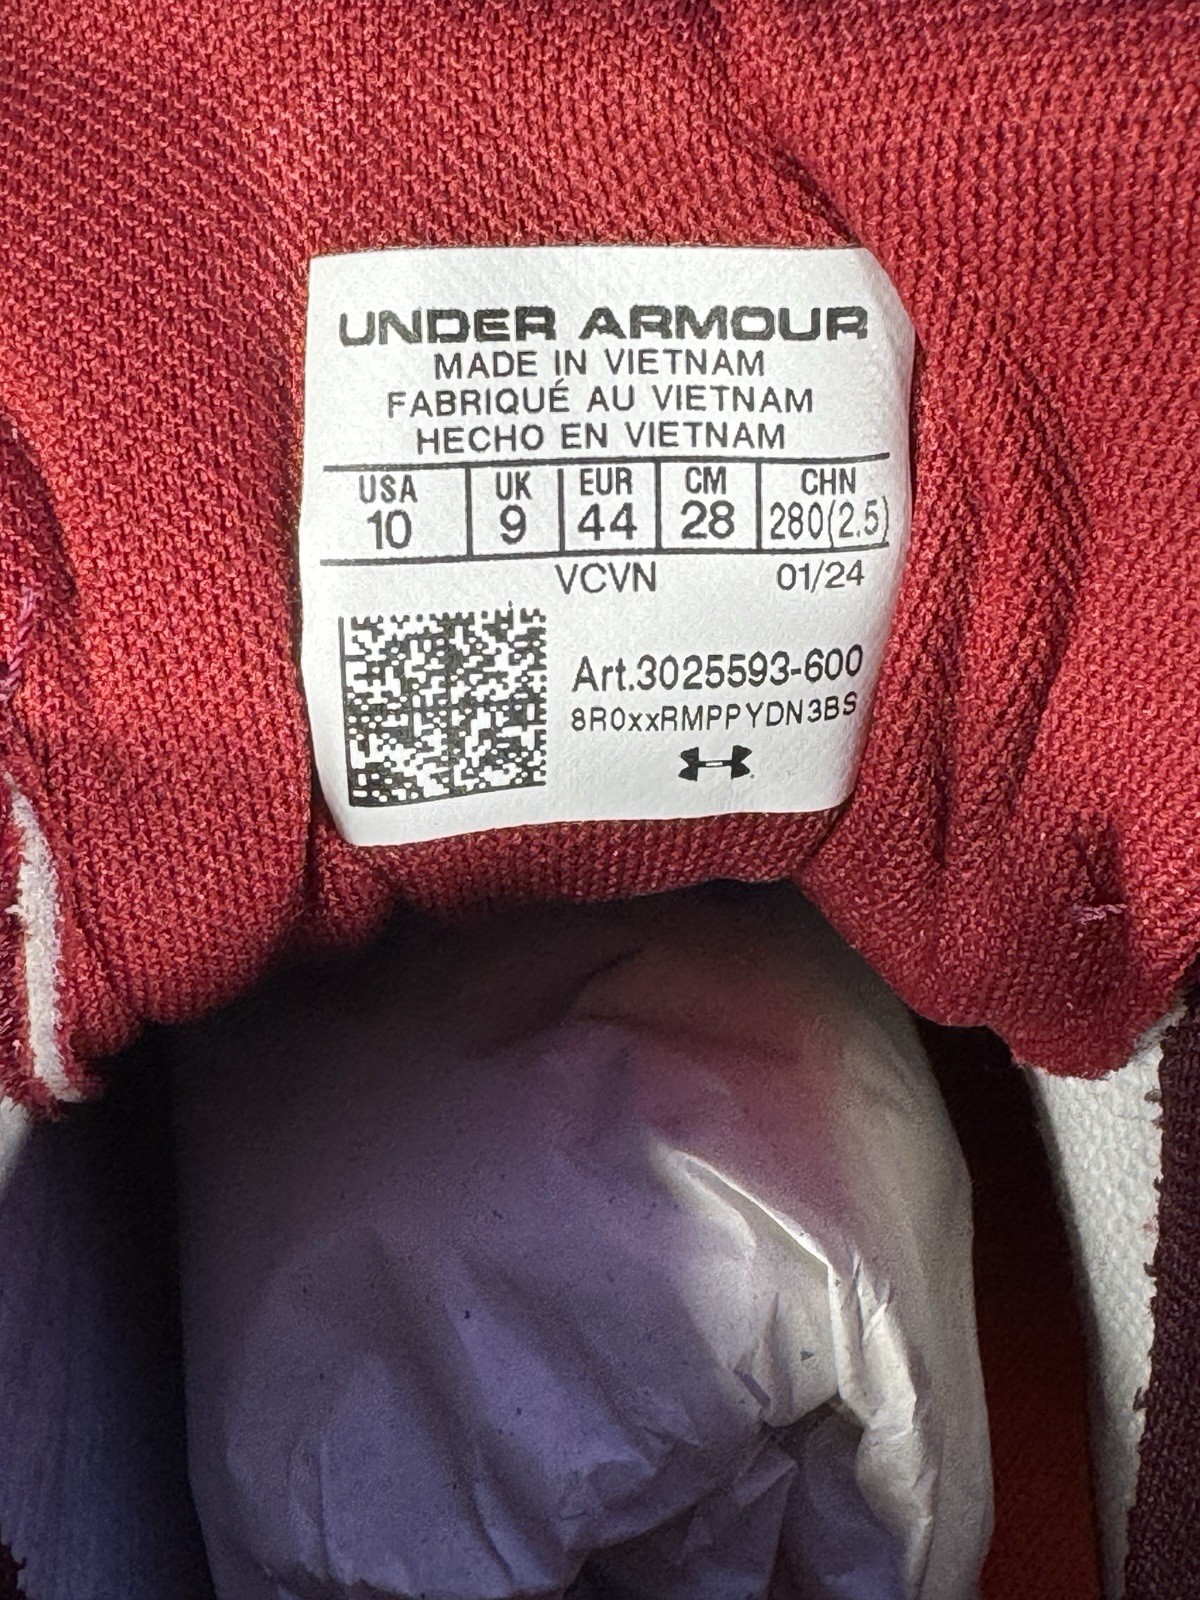 UNDER ARMOUR
MADE IN VIETNAM
FABRIQUÉ AU VIETNAM
HECHO EN VIETNAM
USA UK EUR CM CHN
10 9 44 28 280(2.5)
VCVN 01/24
Art.3025593-600
8R0xxRMPPYDN3BS